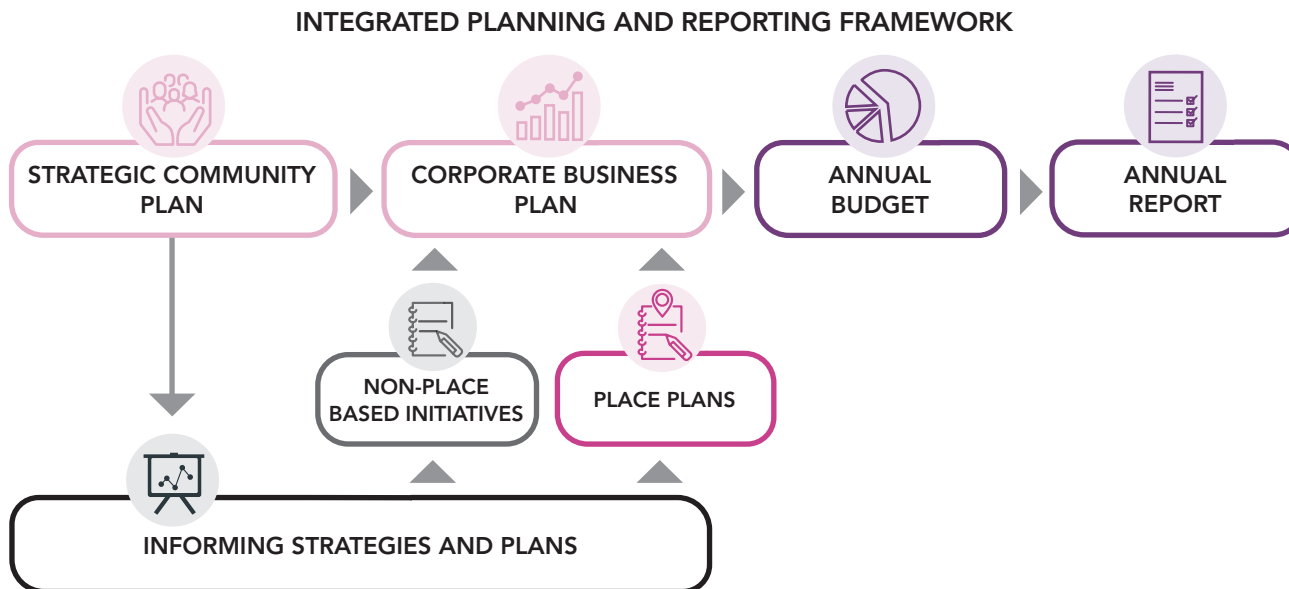 INTEGRATED PLANNING AND REPORTING FRAMEWORK
STRATEGIC COMMUNITY
PLAN
CORPORATE BUSINESS
PLAN
ANNUAL
BUDGET
ANNUAL
REPORT
NON-PLACE
BASED INITIATIVES
PLACE PLANS
INFORMING STRATEGIES AND PLANS